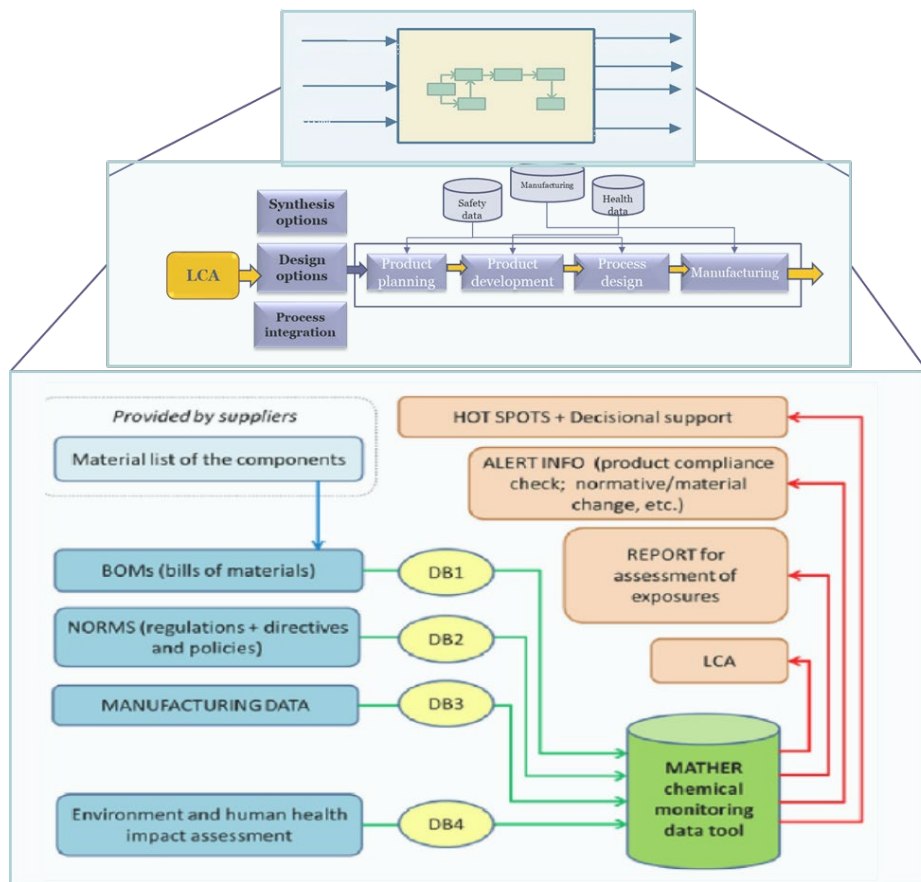 Synthesis
options
Safety
data
Manufacturing
Health
data
LCA
Design
options
Product
planning
Product
development
Process
design
Manufacturing
Process
integration
Provided by suppliers
Material list of the components
HOT SPOTS + Decisional support
ALERT INFO (product compliance
check; normative/material
change, etc.)
REPORT for
assessment of
exposures
BOMs (bills of materials)
DB1
NORMS (regulations + directives
and policies)
DB2
LCA
MANUFACTURING DATA
DB3
MATHER
chemical
monitoring
data tool
Environment and human health
impact assessment
DB4